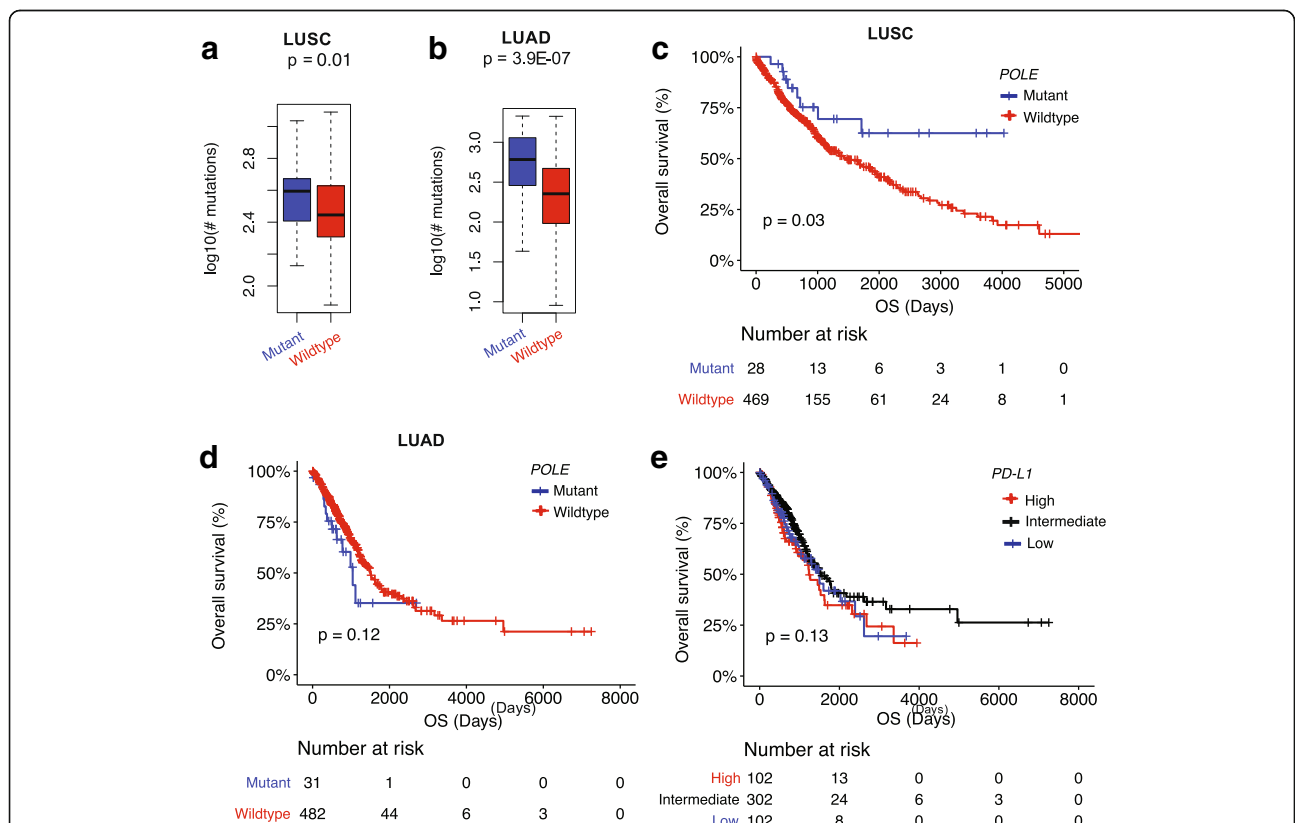 a
LUSC
p = 0.01
log10(# mutations)
2.0 2.4 2.8
Mutant
Wildtype
b
LUAD
p = 3.9E-07
log10(# mutations)
1.0 1.5 2.0 2.5 3.0
Mutant
Wildtype
c
LUSC
Overall survival (%)
100%
75%
50%
25%
0%
POLE
Mutant
Wildtype
p = 0.03
0 1000 2000 3000 4000 5000
OS (Days)
Number at risk
Mutant 28 13 6 3 1 0
Wildtype 469 155 61 24 8 1
d
LUAD
Overall survival (%)
100%
75%
50%
25%
0%
POLE
Mutant
Wildtype
p = 0.12
0 2000 4000 6000 8000
(Days)
OS (Days)
Number at risk
Mutant 31 1 0 0 0
Wildtype 482 44 6 3 0
e
Overall survival (%)
100%
75%
50%
25%
0%
PD-L1
High
Intermediate
Low
p = 0.13
0 2000 4000 6000 8000
(Days)
OS (Days)
Number at risk
High 102 13 0 0 0
Intermediate 302 24 6 3 0
Low 102 8 0 0 0